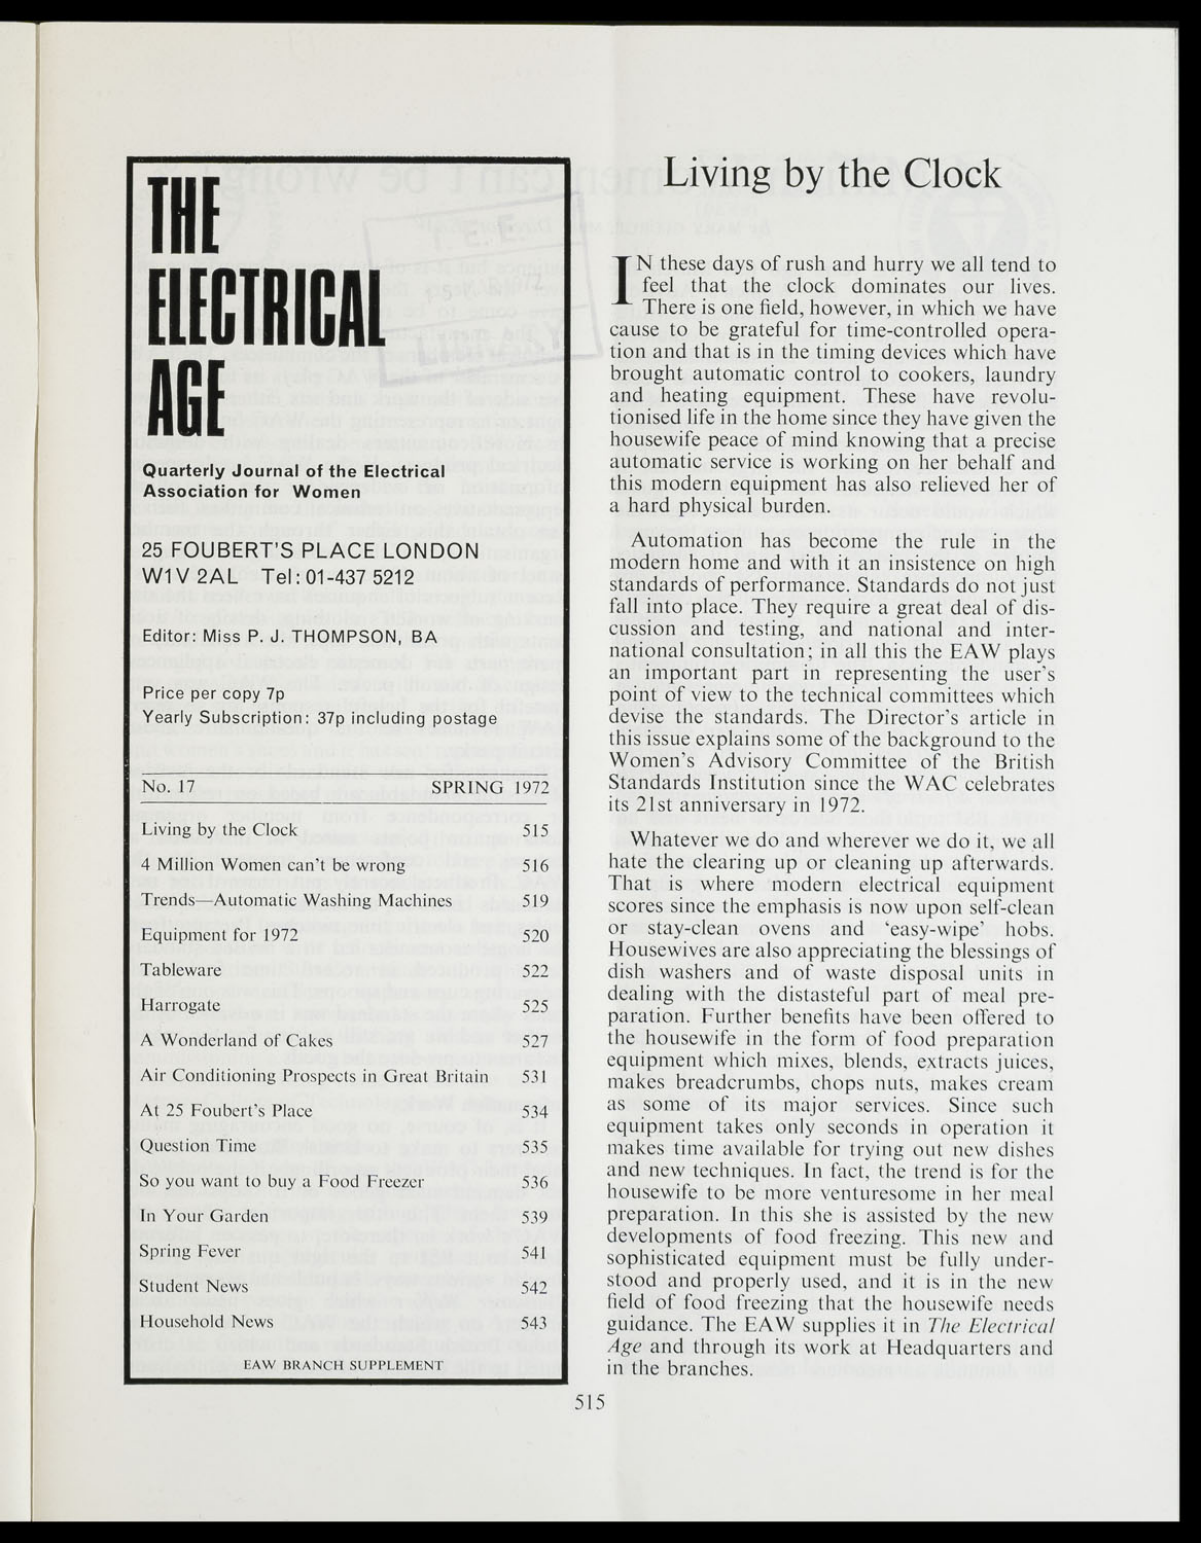 THE
ELECTRICAL
AGE
Quarterly Journal of the Electrical
Association for Women
25 FOUBERT'S PLACE LONDON
W1V 2AL Tel: 01-437 5212
Editor: Miss P. J. THOMPSON, BA
Price per copy 7p
Yearly Subscription: 37p including postage
No. 17 SPRING 1972
Living by the Clock 515
4 Million Women can't be wrong 516
Trends—Automatic Washing Machines 519
Equipment for 1972 520
Tableware 522
Harrogate 525
A Wonderland of Cakes 527
Air Conditioning Prospects in Great Britain 531
At 25 Foubert's Place 534
Question Time 535
So you want to buy a Food Freezer 536
In Your Garden 539
Spring Fever 541
Student News 542
Household News 543
EAW BRANCH SUPPLEMENT
Living by the Clock
IN these days of rush and hurry we all tend to
feel that the clock dominates our lives.
There is one field, however, in which we have
cause to be grateful for time-controlled opera-
tion and that is in the timing devices which have
brought automatic control to cookers, laundry
and heating equipment. These have revolu-
tionised life in the home since they have given the
housewife peace of mind knowing that a precise
automatic service is working on her behalf and
this modern equipment has also relieved her of
a hard physical burden.
Automation has become the rule in the
modern home and with it an insistence on high
standards of performance. Standards do not just
fall into place. They require a great deal of dis-
cussion and testing, and national and inter-
national consultation; in all this the EAW plays
an important part in representing the user's
point of view to the technical committees which
devise the standards. The Director's article in
this issue explains some of the background to the
Women's Advisory Committee of the British
Standards Institution since the WAC celebrates
its 21st anniversary in 1972.
Whatever we do and wherever we do it, we all
hate the clearing up or cleaning up afterwards.
That is where modern electrical equipment
scores since the emphasis is now upon self-clean
or stay-clean ovens and 'easy-wipe' hobs.
Housewives are also appreciating the blessings of
dish washers and of waste disposal units in
dealing with the distasteful part of meal pre-
paration. Further benefits have been offered to
the housewife in the form of food preparation
equipment which mixes, blends, extracts juices,
makes breadcrumbs, chops nuts, makes cream
as some of its major services. Since such
equipment takes only seconds in operation it
makes time available for trying out new dishes
and new techniques. In fact, the trend is for the
housewife to be more venturesome in her meal
preparation. In this she is assisted by the new
developments of food freezing. This new and
sophisticated equipment must be fully under-
stood and properly used, and it is in the new
field of food freezing that the housewife needs
guidance. The EAW supplies it in The Electrical
Age and through its work at Headquarters and
in the branches.
515